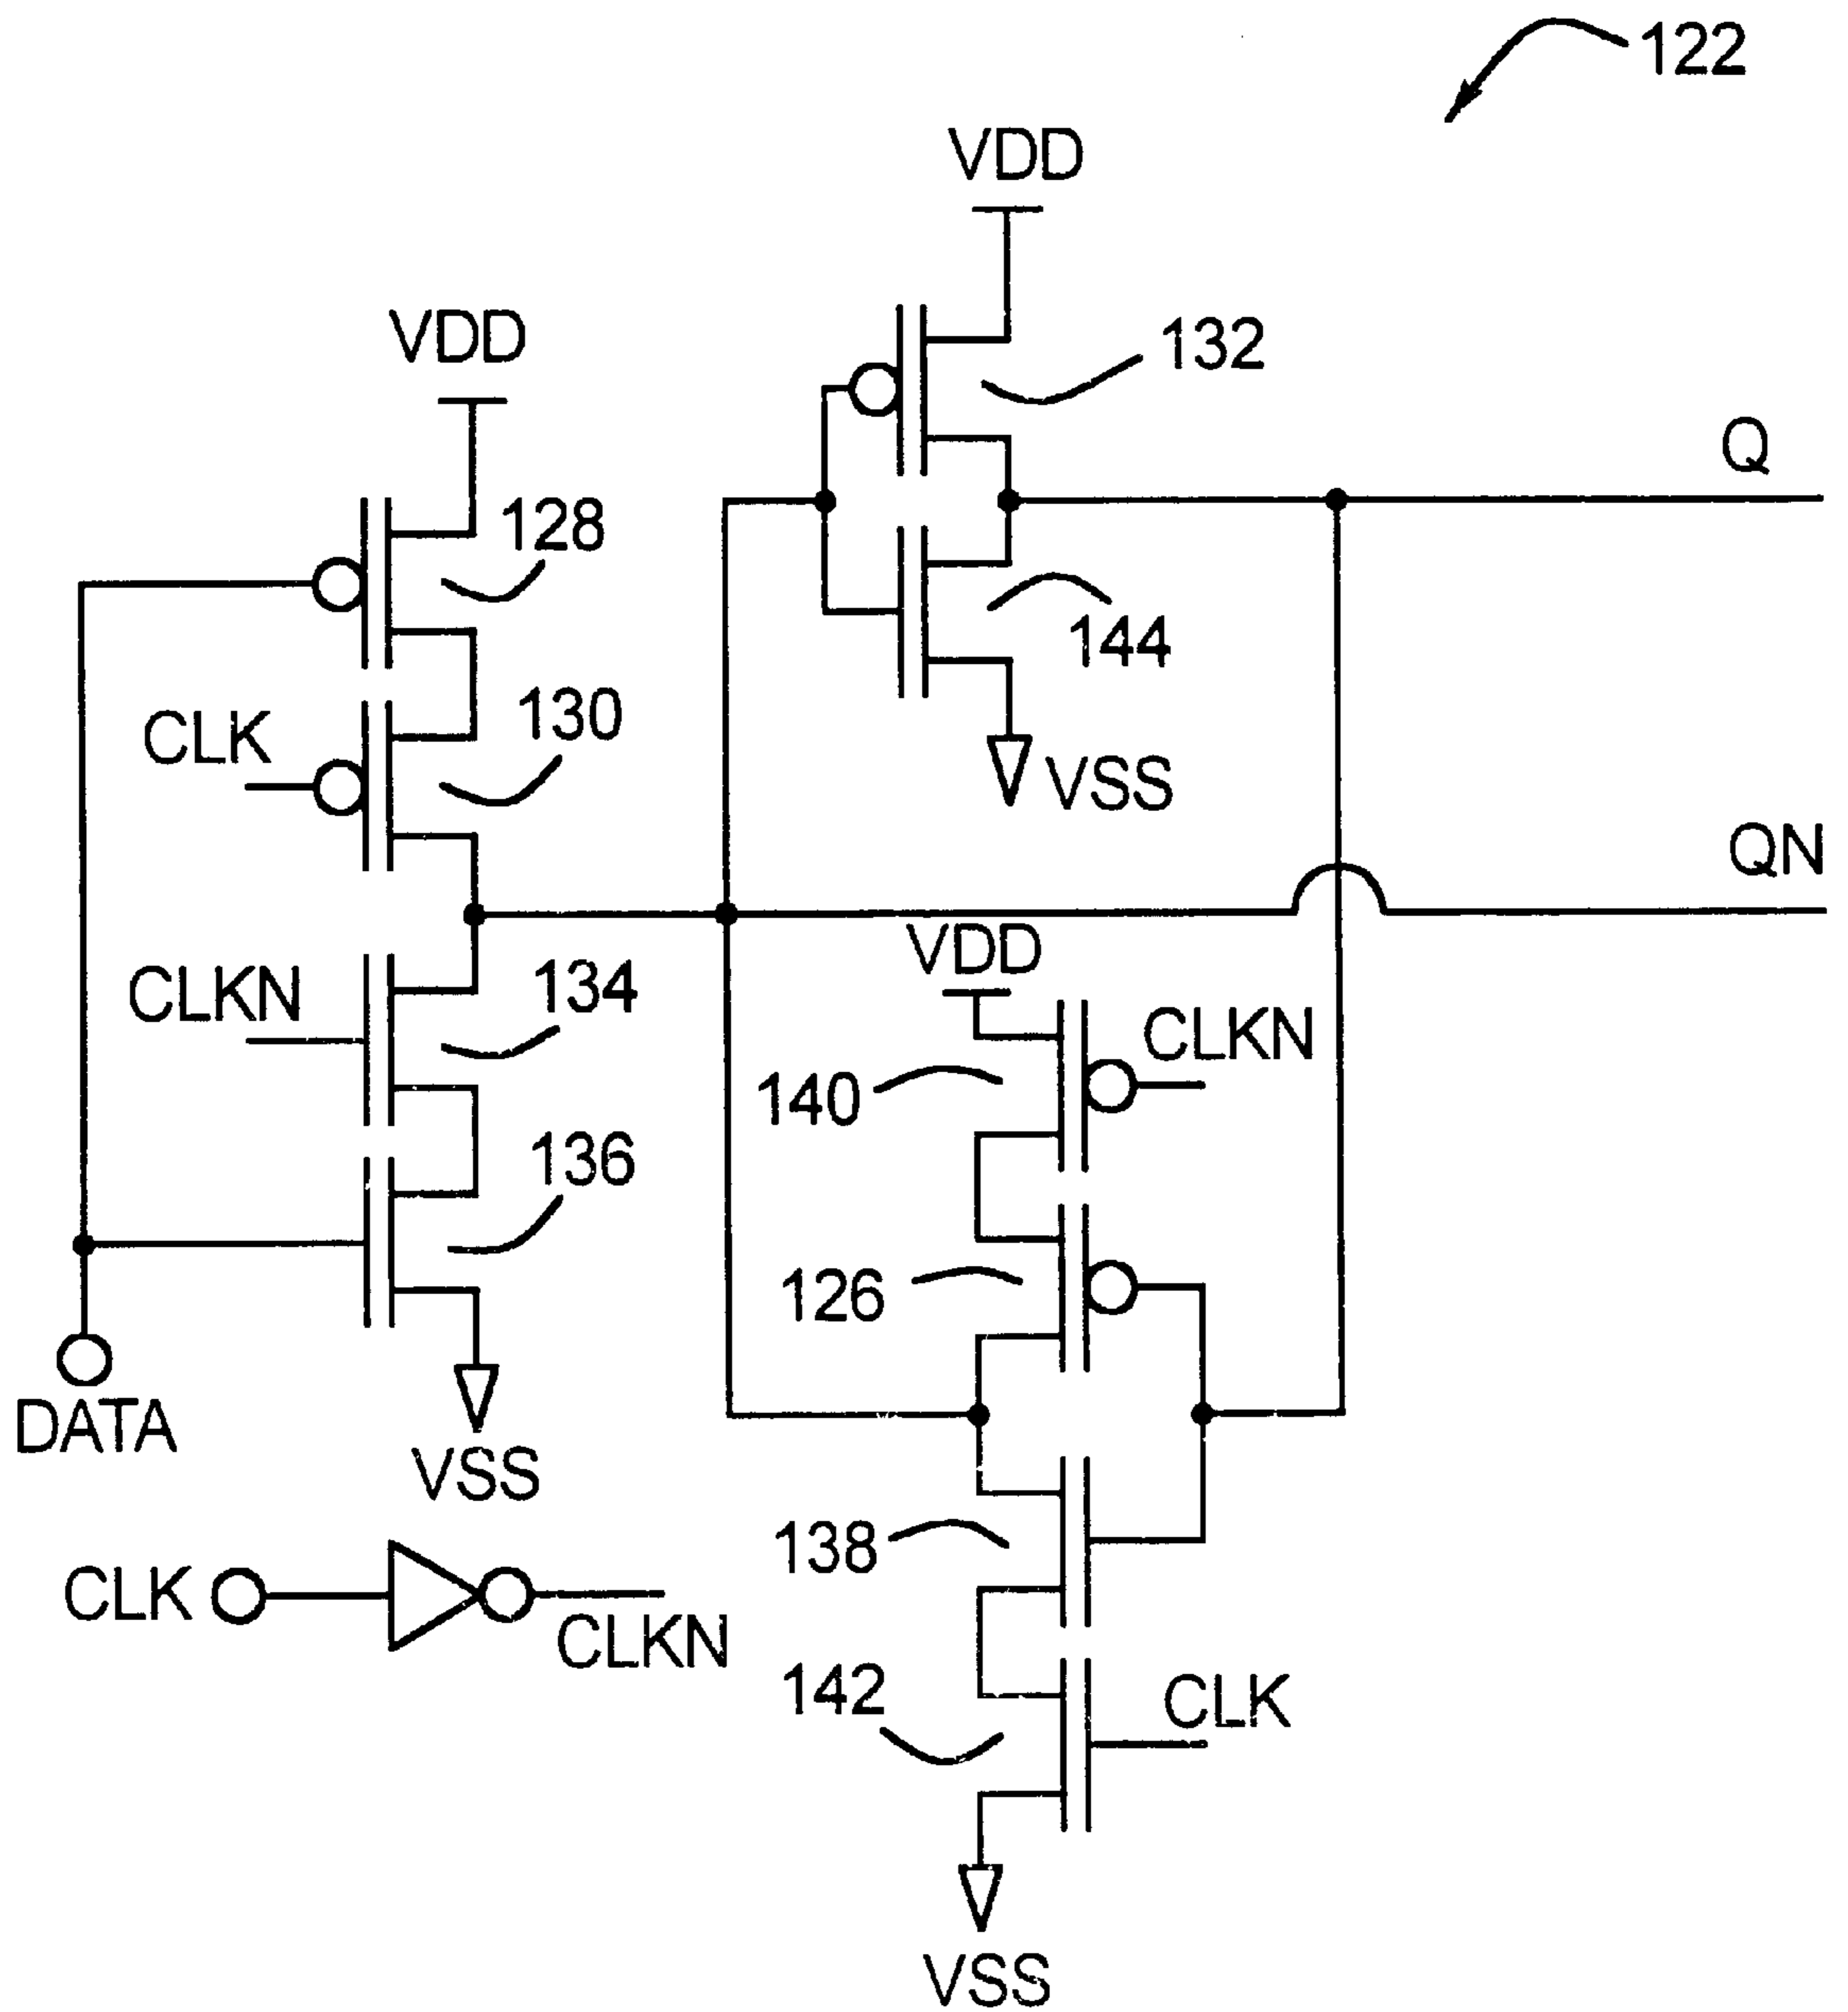 122
VDD
132
VDD
Q
128
144
130
CLK
VSS
QN
VDD
CLKN
134
CLKN
140
136
126
DATA
VSS
138
CLK
CLKN
142
CLK
VSS